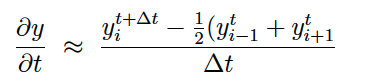 ∂y/∂t ≈ (y_i^{t+Δt} − ½(y_{i−1}^t + y_{i+1}^t)/Δt